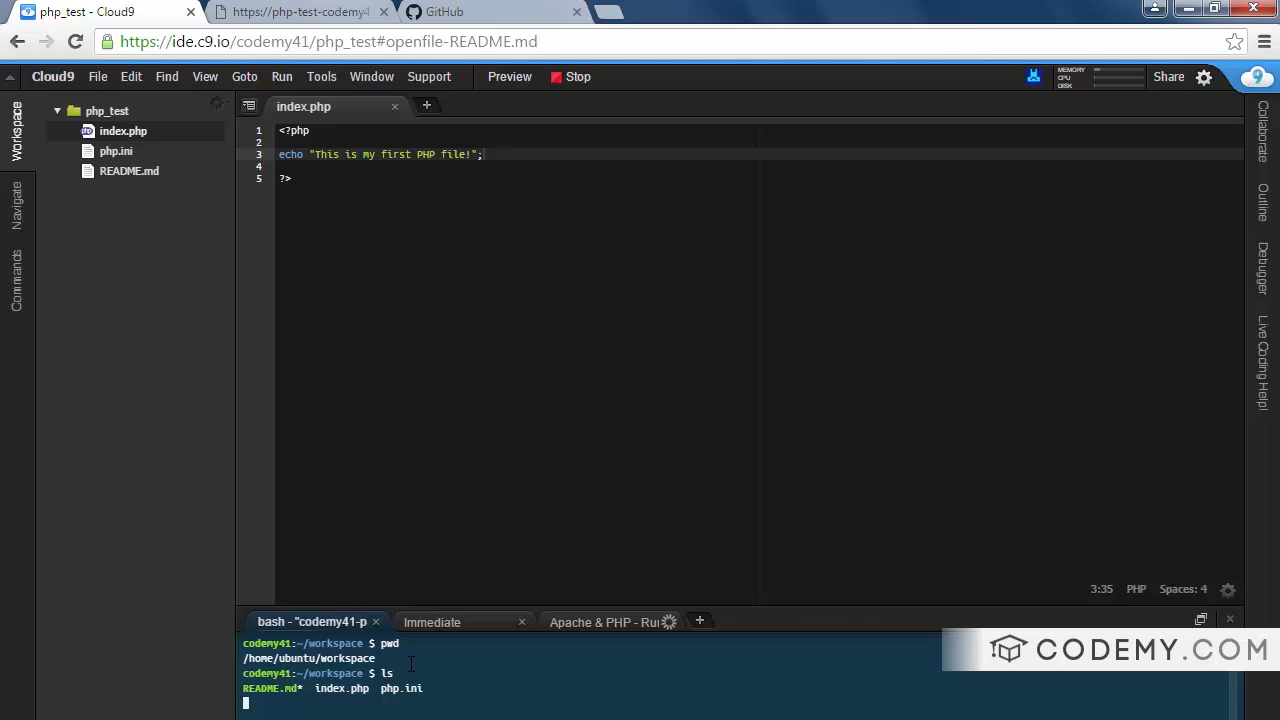 php_test - Cloud9
https://php-test-codemy4
GitHub
https://ide.c9.io/codemy41/php_test#openfile-README.md
Cloud9 File Edit Find View Goto Run Tools Window Support Preview Stop
MEMORY
CPU
DISK
Share
Workspace
Navigate
Commands
php_test
index.php
php.ini
README.md
index.php
1 <?php
2
3 echo "This is my first PHP file!";
4
5 ?>
Collaborate
Outline
Debugger
Live Coding Help!
3:35 PHP Spaces: 4
bash - "codemy41-p
Immediate
Apache & PHP - Ru
codemy41:~/workspace $ pwd
/home/ubuntu/workspace
codemy41:~/workspace $ ls
README.md* index.php php.ini
CODEMY.COM